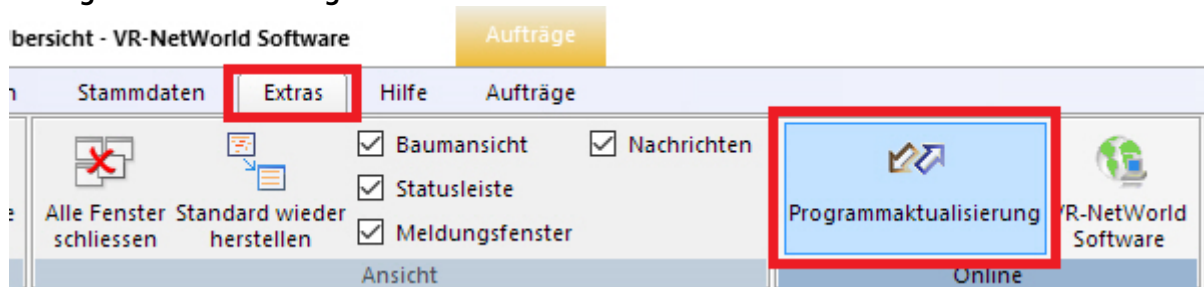 bersicht - VR-NetWorld Software
Aufträge
Stammdaten Extras Hilfe Aufträge
Baumansicht Nachrichten
Statusleiste
Meldungsfenster
Alle Fenster schliessen
Standard wieder herstellen
Programmaktualisierung
VR-NetWorld Software
Ansicht Online